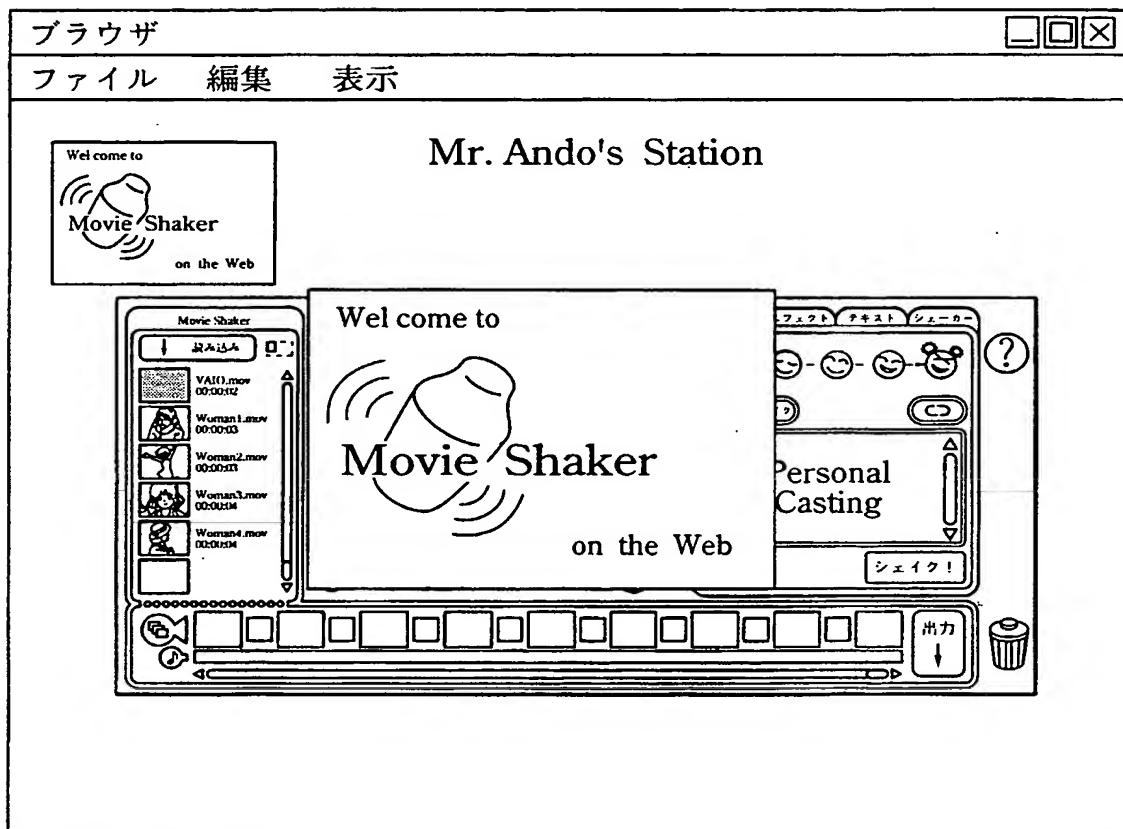 ブラウザ
ファイル 編集 表示
Mr. Ando's Station
Wel come to
Movie Shaker
on the Web
Movie Shaker
読み込み
VAIO.mov
00:00:02
Woman1.mov
00:00:03
Woman2.mov
00:00:03
Woman3.mov
00:00:04
Woman4.mov
00:00:04
Wel come to
Movie Shaker
on the Web
フェクト テキスト シェーカー
?
Personal
Casting
シェイク!
出力